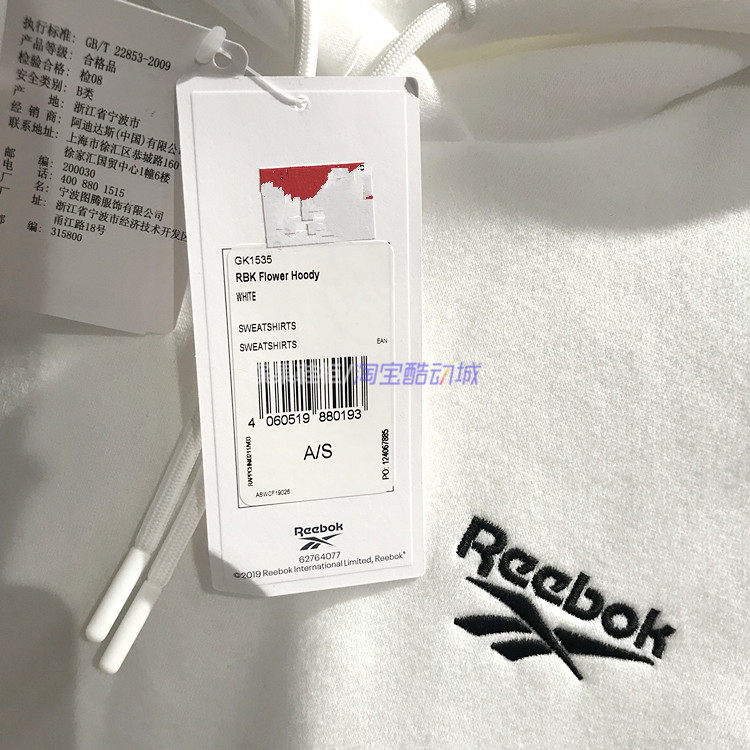 执行标准: GB/T 22853-2009
产品等级: 合格品
检验合格: 检08
安全类别: B类
产 地: 浙江省宁波市
经 销 商: 阿迪达斯(中国)有限公
联系地址: 上海市徐汇区恭城路160
徐家汇国贸中心1幢6楼
邮 编: 200030
电 话: 400 880 1515
厂 名: 宁波图腾服饰有限公司
址: 浙江省宁波市经济技术开发区
甬江路18号
邮 编: 315800
GK1535
RBK Flower Hoody
WHITE
SWEATSHIRTS
SWEATSHIRTS
EAN
淘宝酷动城
4 060519 880193
A/S
PO: 124067885
ASWCF19026
Reebok
62764077
©2019 Reebok International Limited, Reebok®
Reebok